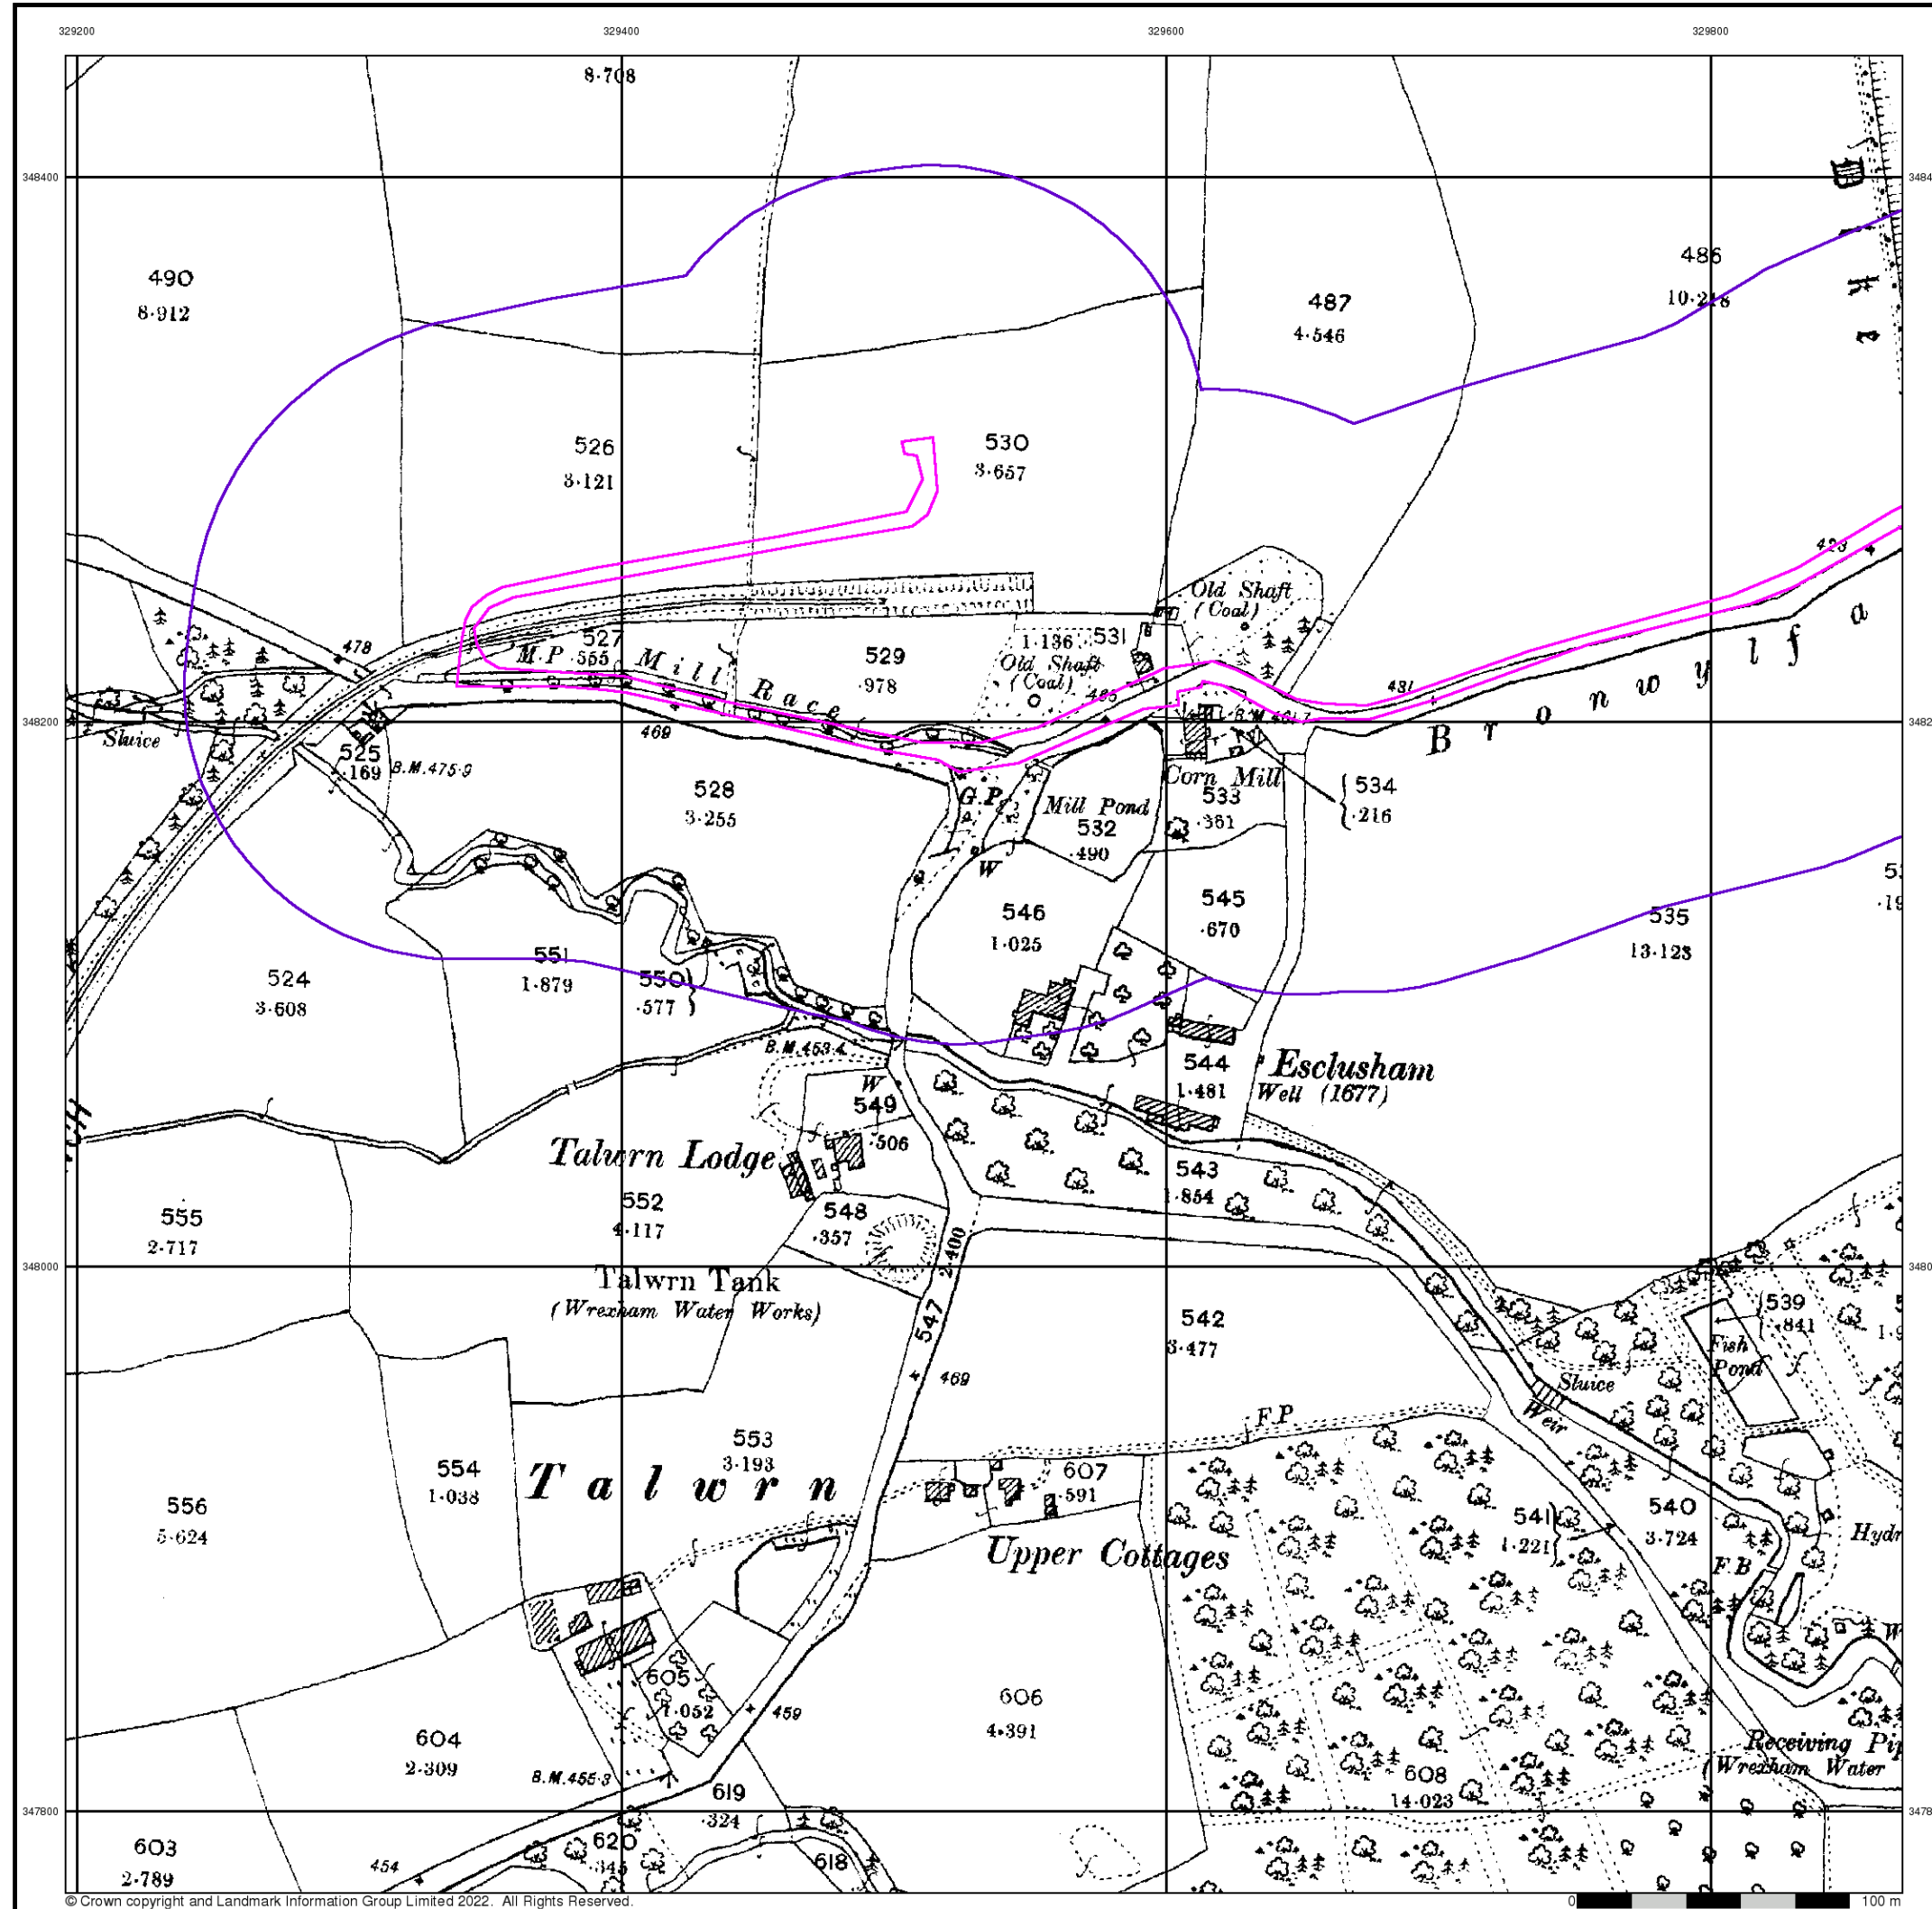 329200
329400
329600
329800
8·708
348400
490
8·912
486
10·218
487
4·546
526
3·121
530
3·657
423
Old Shaft
(Coal)
478
527
·555
M.P.
Mill Race
529
·978
1·136
531
Old Shaft
(Coal)
485
481
Bronwylfa
348200
Sluice
525
·169
B.M.475·9
469
528
3·255
G.P.
W
Mill Pond
532
·490
Corn Mill
533
·361
534
·216
545
·670
546
1·025
535
13·123
524
3·608
551
1·879
550
·577
B.M.453·4
W
549
·506
544
1·481
Esclusham
Well (1677)
Talwrn Lodge
552
4·117
548
·357
543
1·854
555
2·717
2·400
547
348000
Talwrn Tank
(Wrexham Water Works)
542
3·477
539
·841
Fish
Pond
Sluice
Weir
469
F.P.
553
3·193
554
1·038
Talwrn
556
5·624
607
·591
Upper Cottages
541
1·221
540
3·724
Hydr
F.B.
W
605
1·052
459
606
4·391
604
2·309
B.M.455·3
608
14·023
Receiving Pip
(Wrexham Water
347800
619
·324
603
2·789
620
·345
618
454
© Crown copyright and Landmark Information Group Limited 2022. All Rights Reserved.
0
100 m